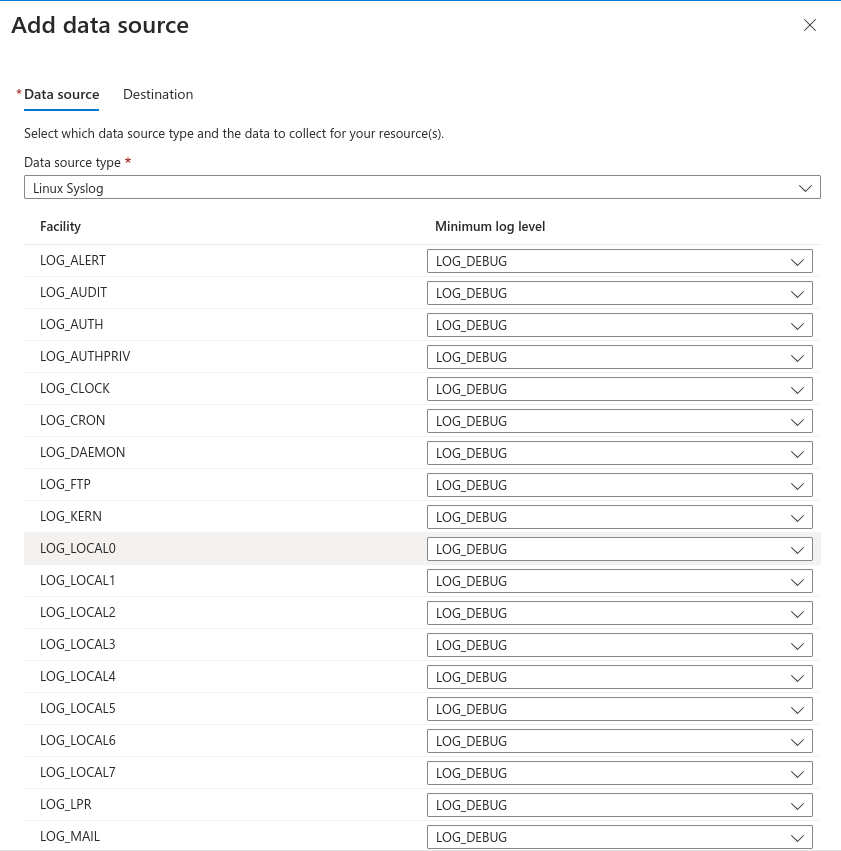 Add data source
* Data source Destination
Select which data source type and the data to collect for your resource(s).
Data source type *
Linux Syslog
Facility Minimum log level
LOG_ALERT LOG_DEBUG
LOG_AUDIT LOG_DEBUG
LOG_AUTH LOG_DEBUG
LOG_AUTHPRIV LOG_DEBUG
LOG_CLOCK LOG_DEBUG
LOG_CRON LOG_DEBUG
LOG_DAEMON LOG_DEBUG
LOG_FTP LOG_DEBUG
LOG_KERN LOG_DEBUG
LOG_LOCAL0 LOG_DEBUG
LOG_LOCAL1 LOG_DEBUG
LOG_LOCAL2 LOG_DEBUG
LOG_LOCAL3 LOG_DEBUG
LOG_LOCAL4 LOG_DEBUG
LOG_LOCAL5 LOG_DEBUG
LOG_LOCAL6 LOG_DEBUG
LOG_LOCAL7 LOG_DEBUG
LOG_LPR LOG_DEBUG
LOG_MAIL LOG_DEBUG